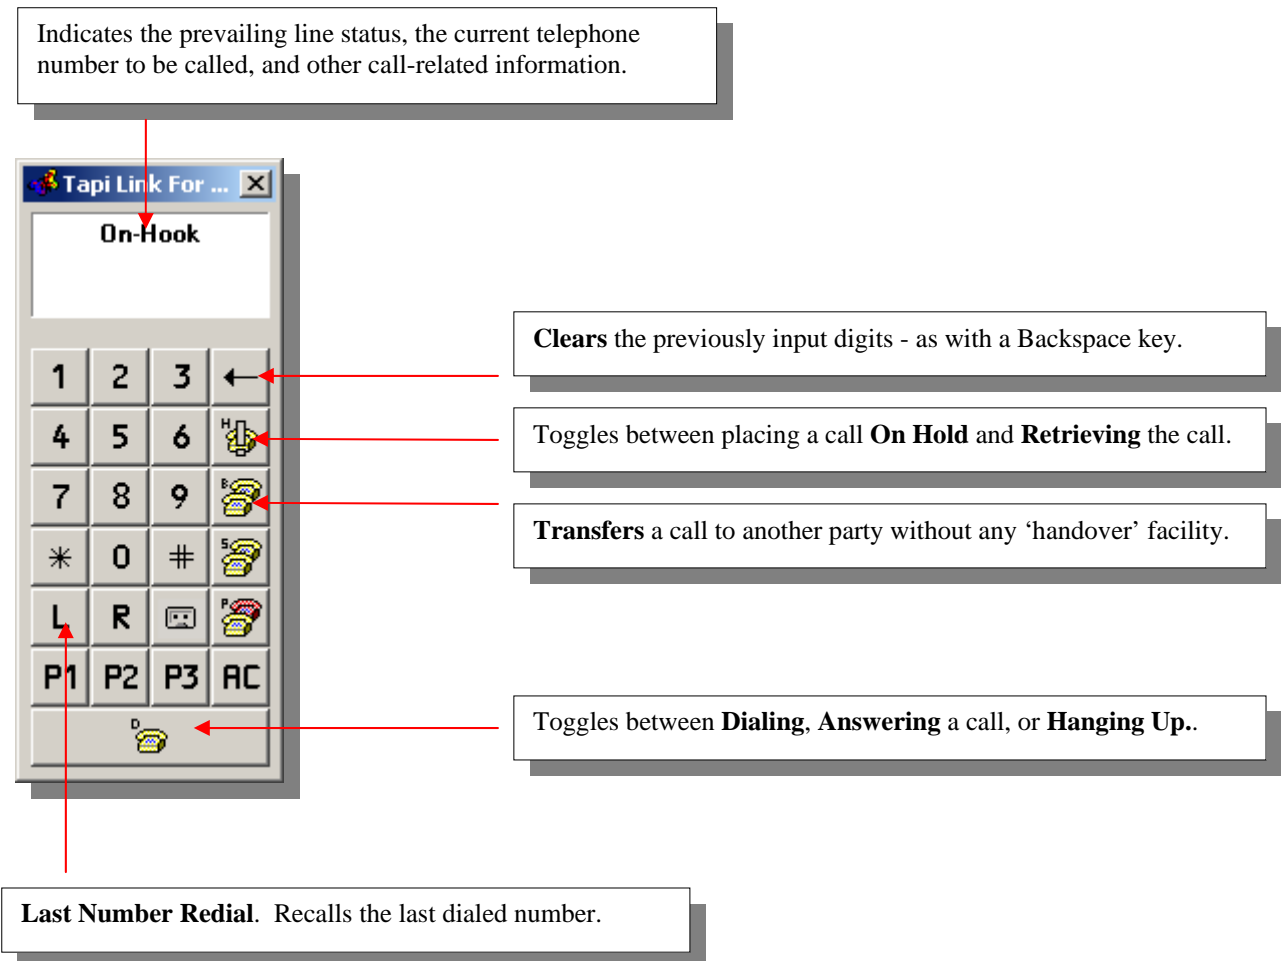 Indicates the prevailing line status, the current telephone
number to be called, and other call-related information.
Tapi Link For ...
On-Hook
Clears the previously input digits - as with a Backspace key.
1 2 3 ←
Toggles between placing a call On Hold and Retrieving the call.
4 5 6 H
7 8 9 B
Transfers a call to another party without any ‘handover’ facility.
* 0 # S
L R P
P1 P2 P3 AC
Toggles between Dialing, Answering a call, or Hanging Up..
D
Last Number Redial.  Recalls the last dialed number.